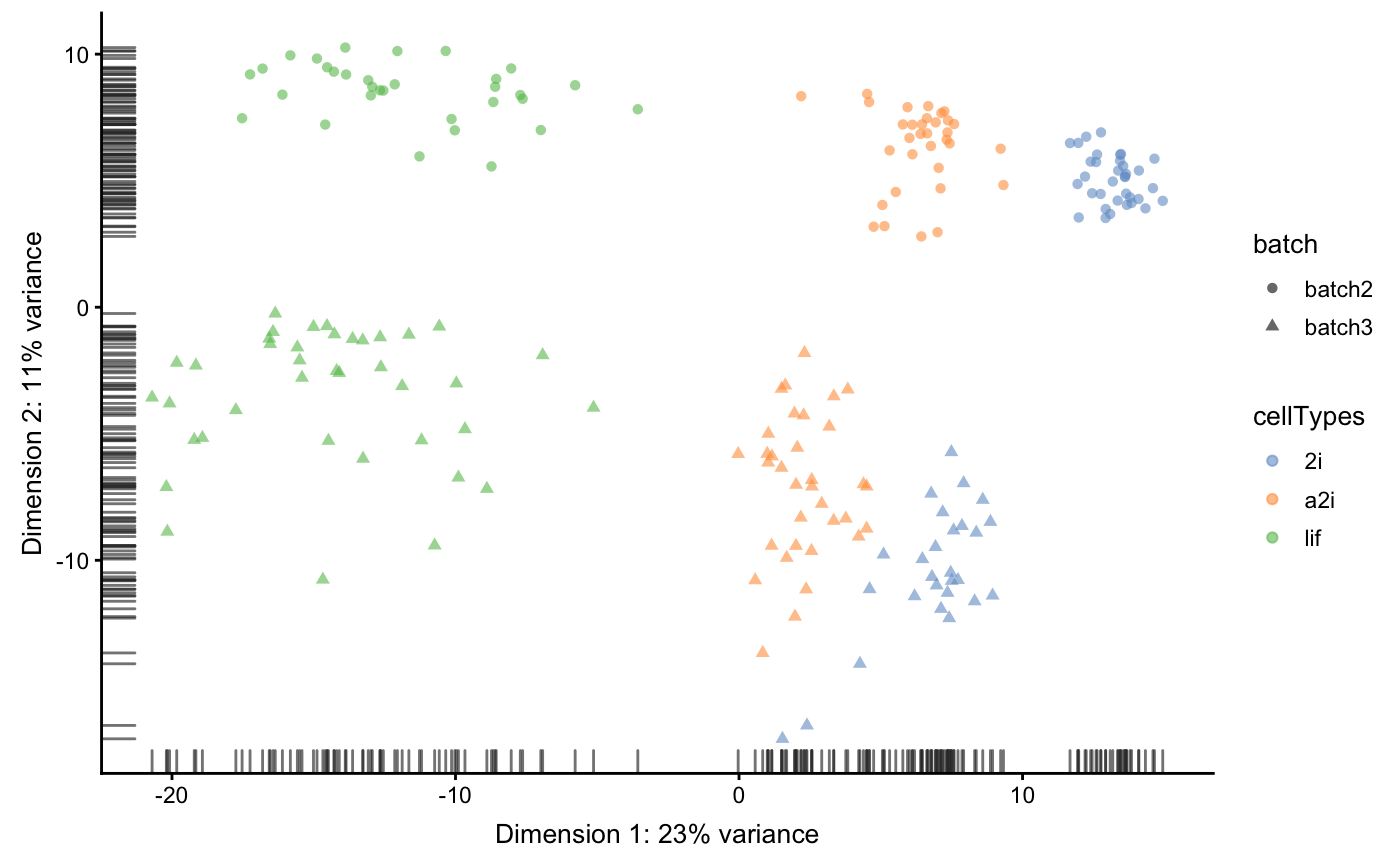 10
0
-10
Dimension 2: 11% variance
-20
-10
0
10
Dimension 1: 23% variance
batch
batch2
batch3
cellTypes
2i
a2i
lif